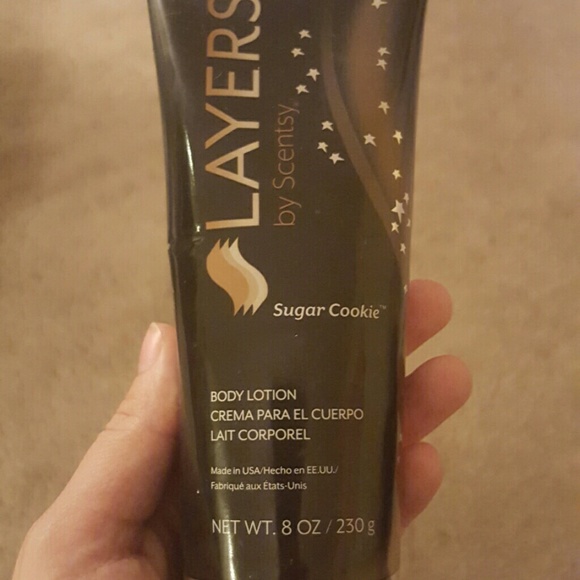 LAYERS
by Scentsy®
Sugar Cookie™
BODY LOTION
CREMA PARA EL CUERPO
LAIT CORPOREL
Made in USA/Hecho en EE.UU./
Fabriqué aux États-Unis
NET WT. 8 OZ / 230 g